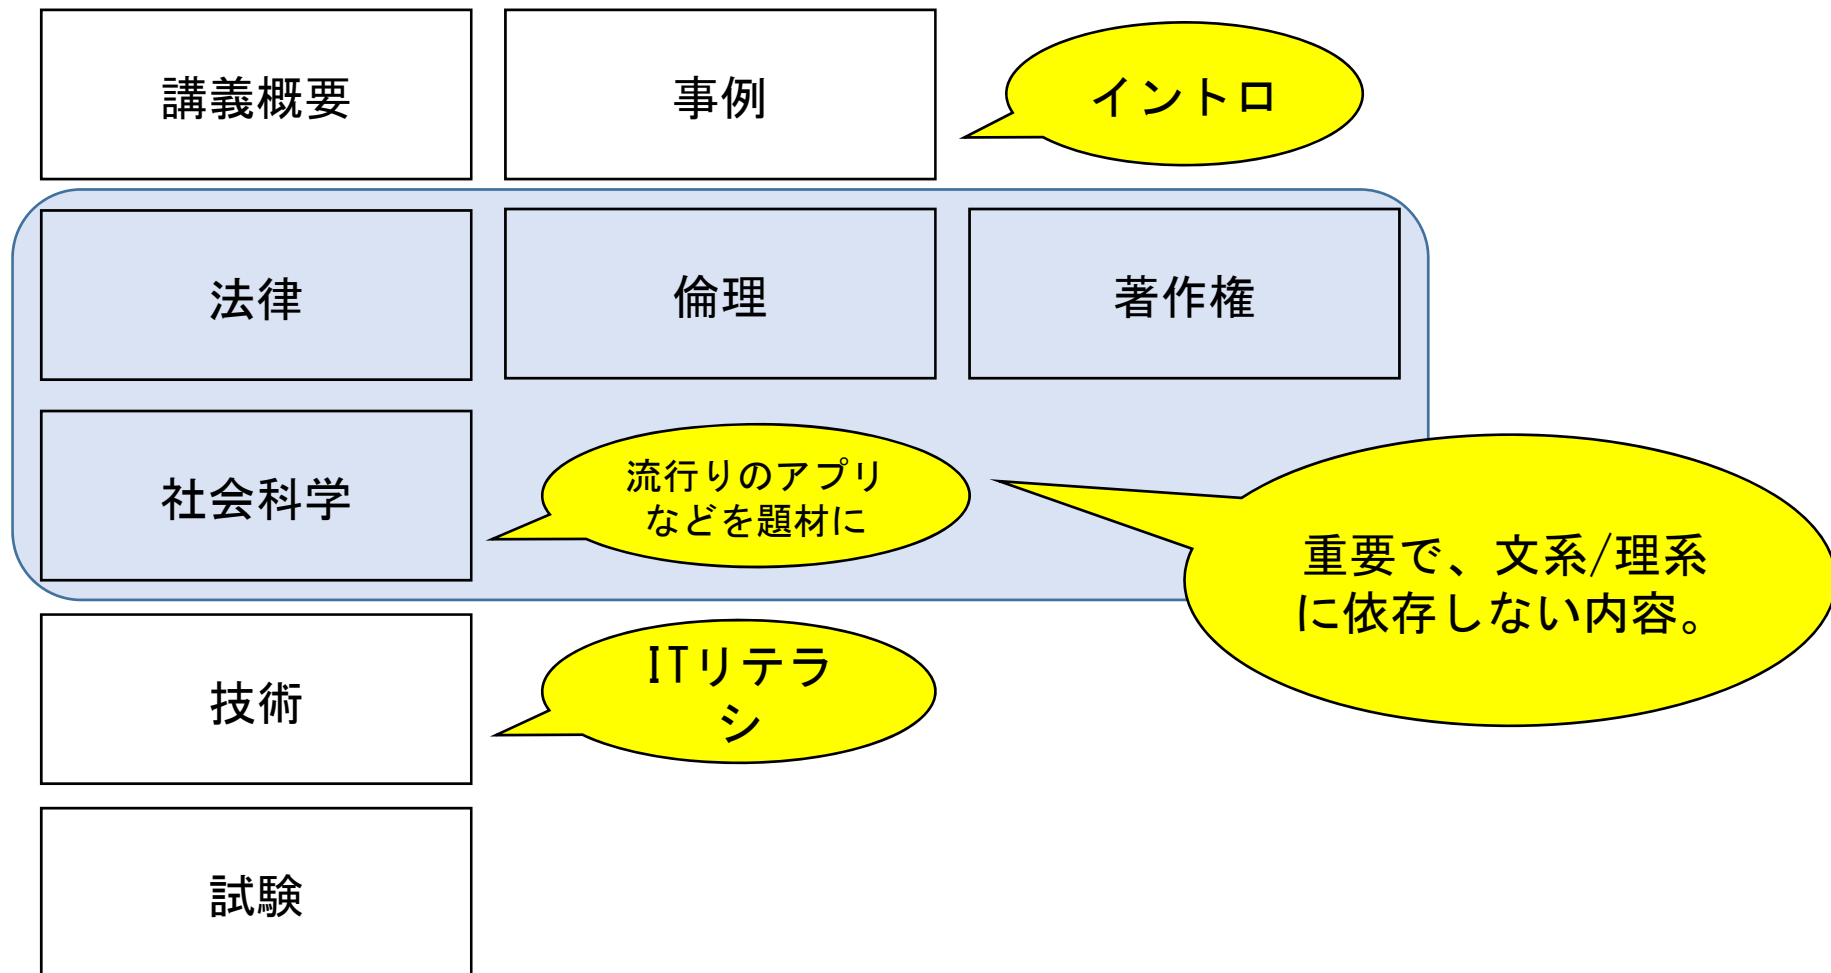 講義概要
事例
イントロ
法律
倫理
著作権
社会科学
流行りのアプリ
などを題材に
重要で、文系/理系
に依存しない内容。
技術
ITリテラ
シ
試験